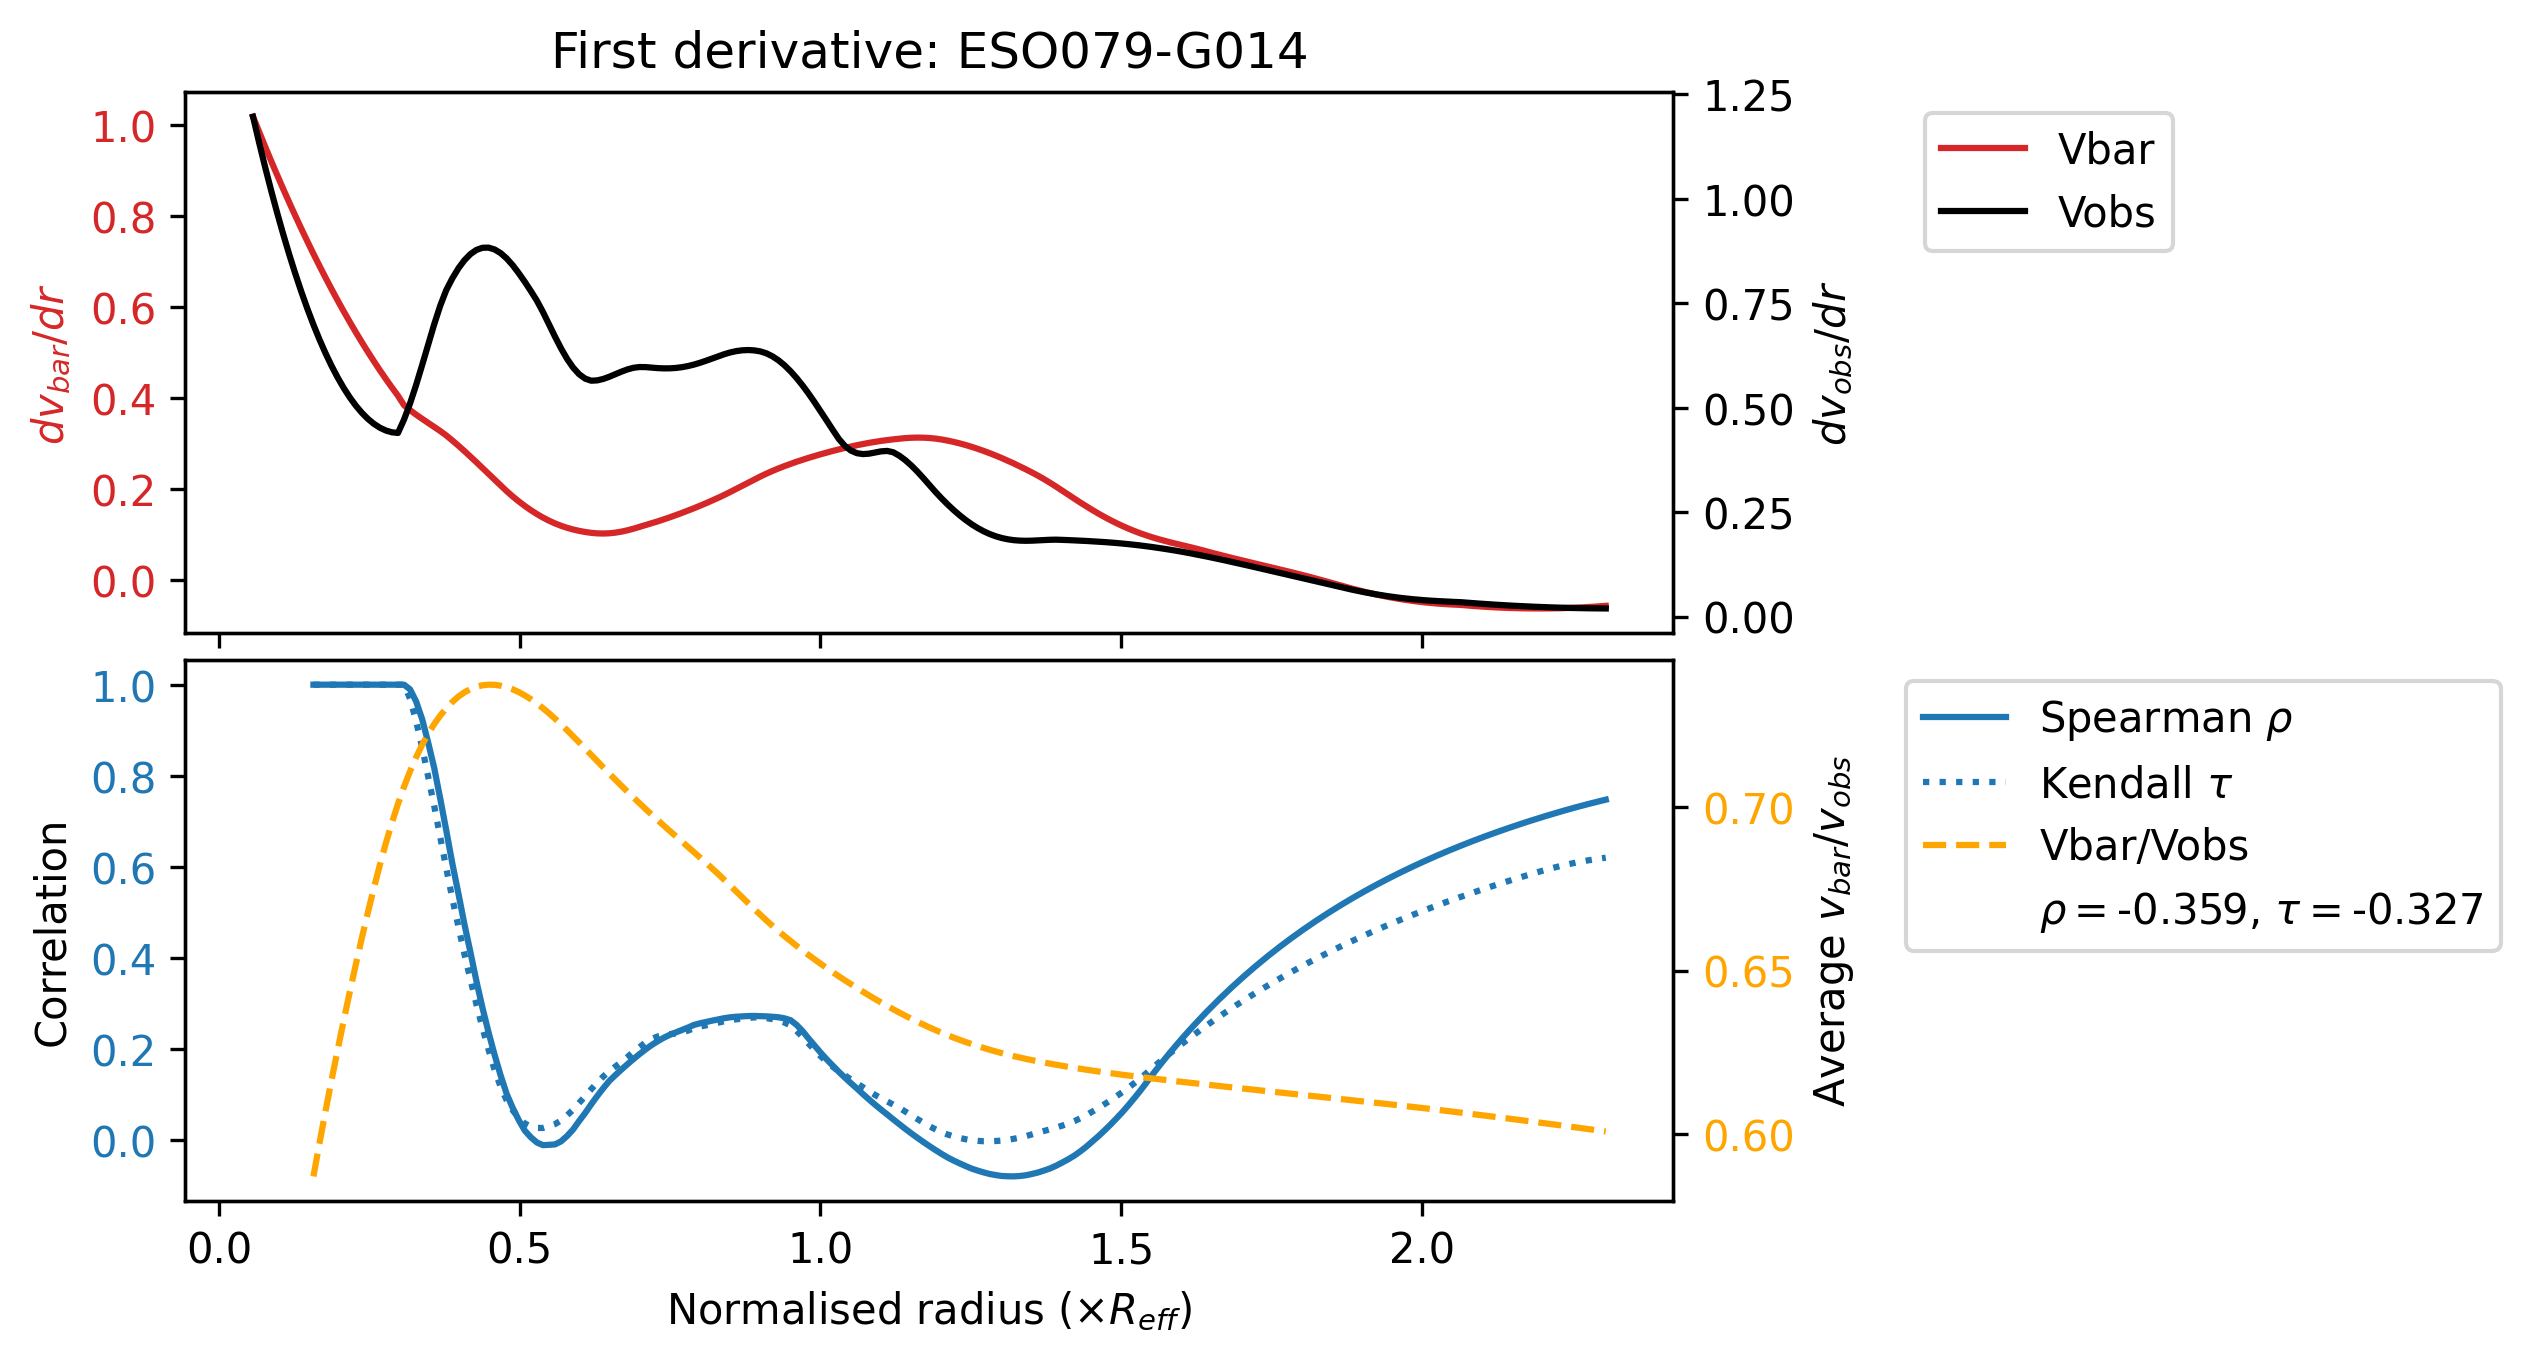 First derivative: ESO079-G014
1.0
0.8
0.6
0.4
0.2
0.0
dv_bar/dr
1.25
1.00
0.75
0.50
0.25
0.00
dv_obs/dr
Vbar
Vobs
1.0
0.8
0.6
0.4
0.2
0.0
Correlation
0.70
0.65
0.60
Average v_bar/v_obs
Spearman ρ
Kendall τ
Vbar/Vobs
ρ = -0.359, τ = -0.327
0.0 0.5 1.0 1.5 2.0
Normalised radius (×R_eff)